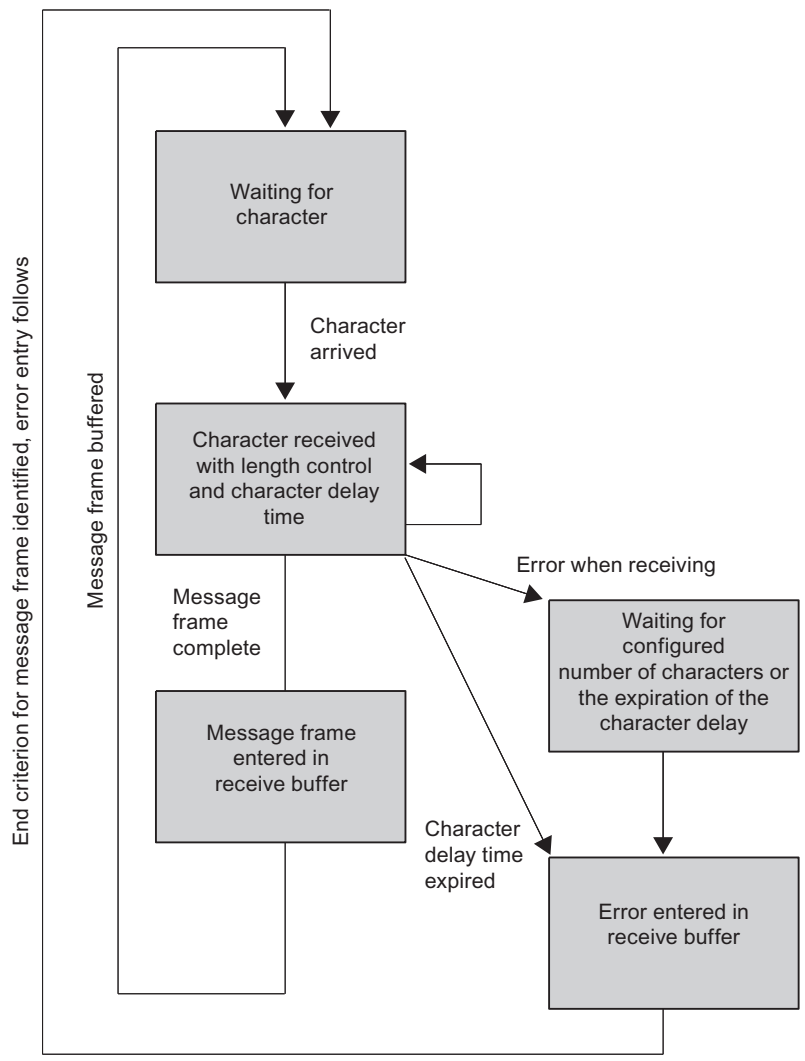 Waiting for
character
Character
arrived
Character received
with length control
and character delay
time
Error when receiving
Message
frame
complete
Waiting for
configured
number of characters or
the expiration of the
character delay
Message frame
entered in
receive buffer
Character
delay time
expired
Error entered in
receive buffer
Message frame buffered
End criterion for message frame identified, error entry follows